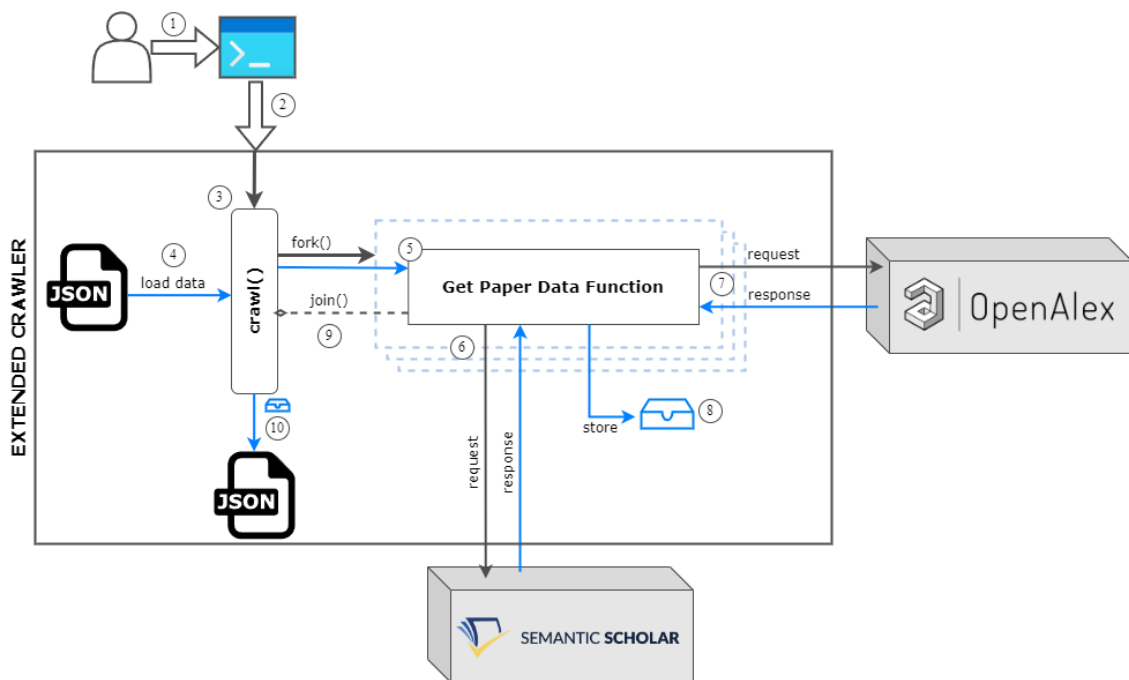 1
2
3
EXTENDED CRAWLER
4
JSON
load data
crawl()
fork()
5
Get Paper Data Function
join()
9
6
request
7
response
OpenAlex
8
store
10
JSON
request
response
SEMANTIC SCHOLAR